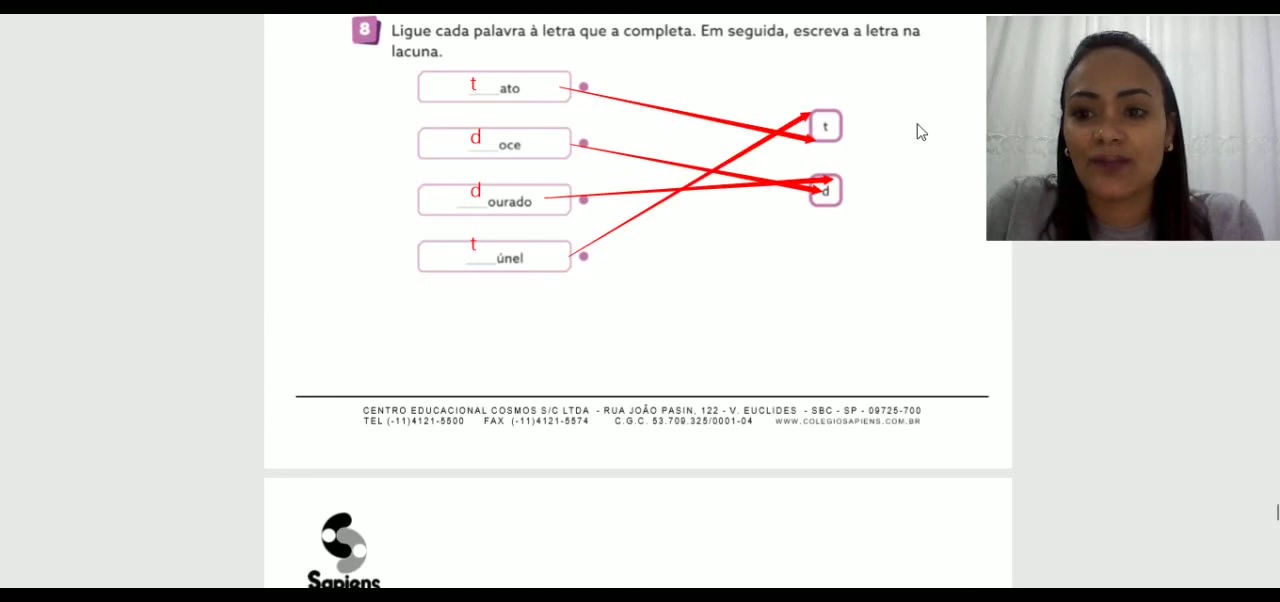 8 Ligue cada palavra à letra que a completa. Em seguida, escreva a letra na
lacuna.
t ato
d oce
d ourado
t únel
t
d
CENTRO EDUCACIONAL COSMOS S/C LTDA - RUA JOÃO PASIN, 122 - V. EUCLIDES - SBC - SP - 09725-700
TEL (-11)4121-5500 FAX (-11)4121-5574 C.G.C. 53.709.325/0001-04 WWW.COLEGIOSAPIENS.COM.BR
Sapiens